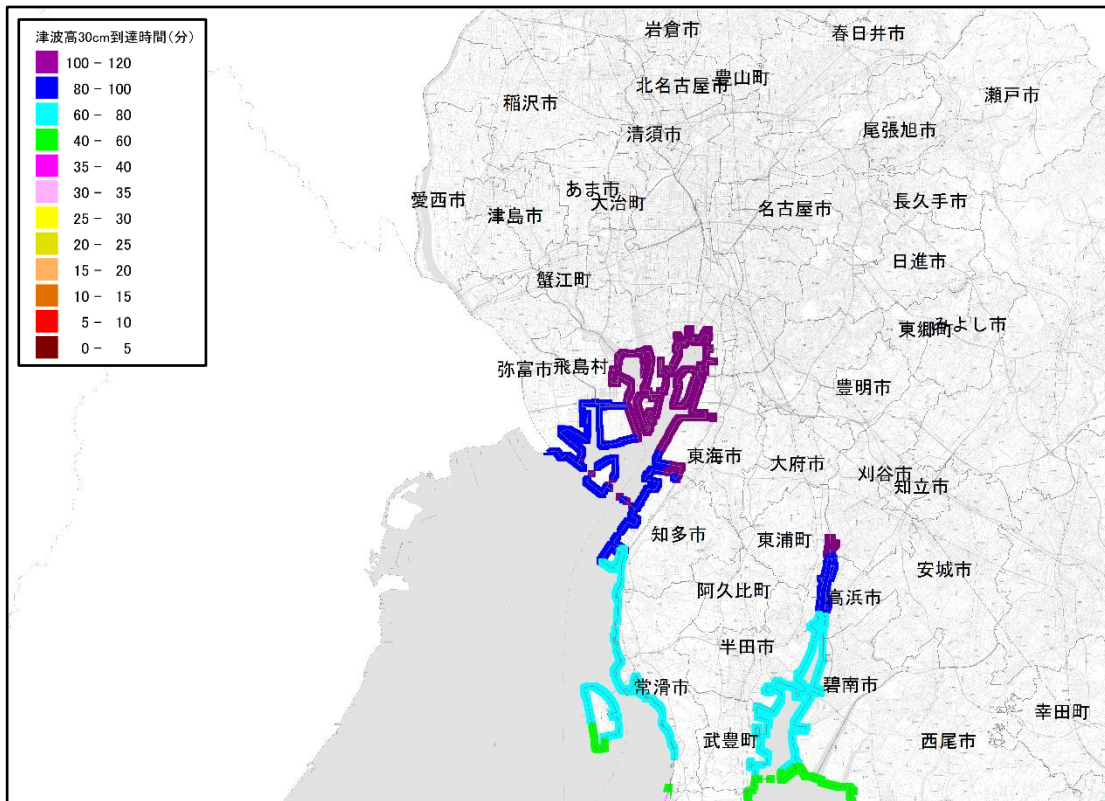 津波高30cm到達時間(分)
100 - 120
80 - 100
60 - 80
40 - 60
35 - 40
30 - 35
25 - 30
20 - 25
15 - 20
10 - 15
5 - 10
0 - 5
岩倉市
春日井市
北名古屋市
豊山町
稲沢市
瀬戸市
清須市
尾張旭市
あま市
愛西市
大治町
津島市
名古屋市
長久手市
日進市
蟹江町
東郷町
みよし市
弥富市
飛島村
豊明市
東海市
大府市
刈谷市
知立市
知多市
東浦町
安城市
阿久比町
高浜市
半田市
常滑市
碧南市
幸田町
武豊町
西尾市